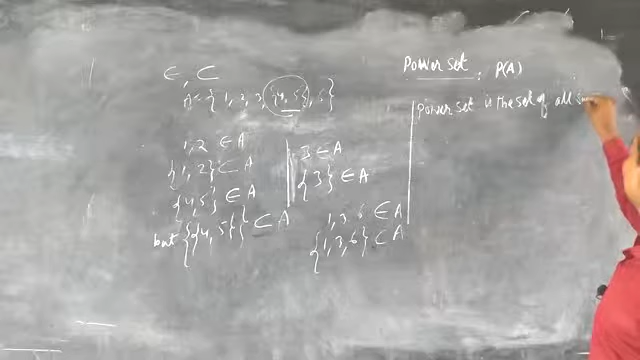 ∈, ⊂
A = { 1, 2, 3, {4, 5}, 6 }
1, 2 ∈ A
{1, 2} ⊂ A
{4, 5} ∈ A
but {{4, 5}} ⊂ A
3 ∈ A
{3} ∈ A
1, 3, 6 ∈ A
{1, 3, 6} ⊂ A
Power set : P(A)
Power set is the set of all su